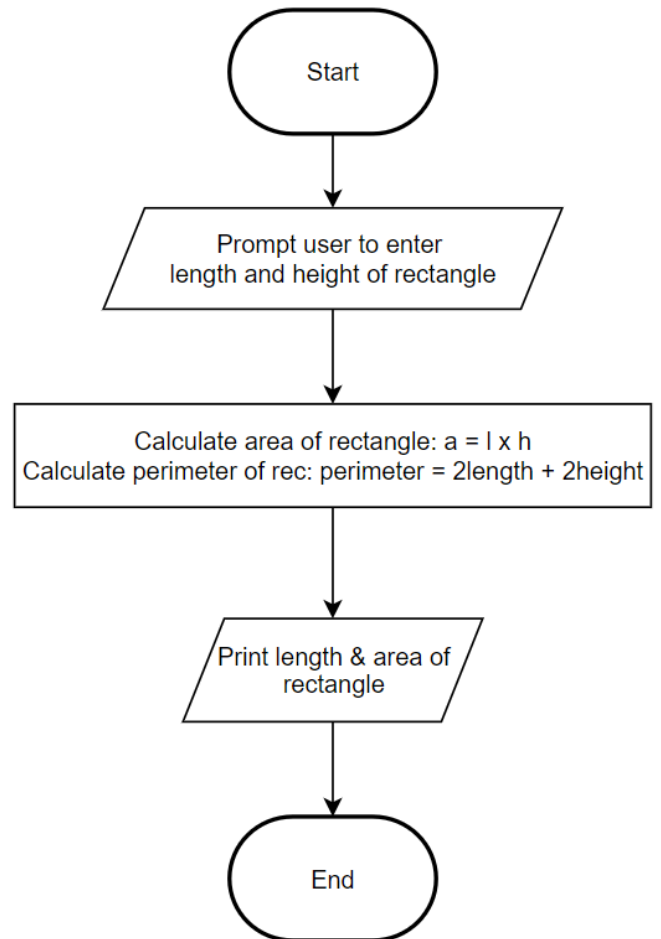 Start
Prompt user to enter
length and height of rectangle
Calculate area of rectangle: a = l x h
Calculate perimeter of rec: perimeter = 2length + 2height
Print length & area of
rectangle
End